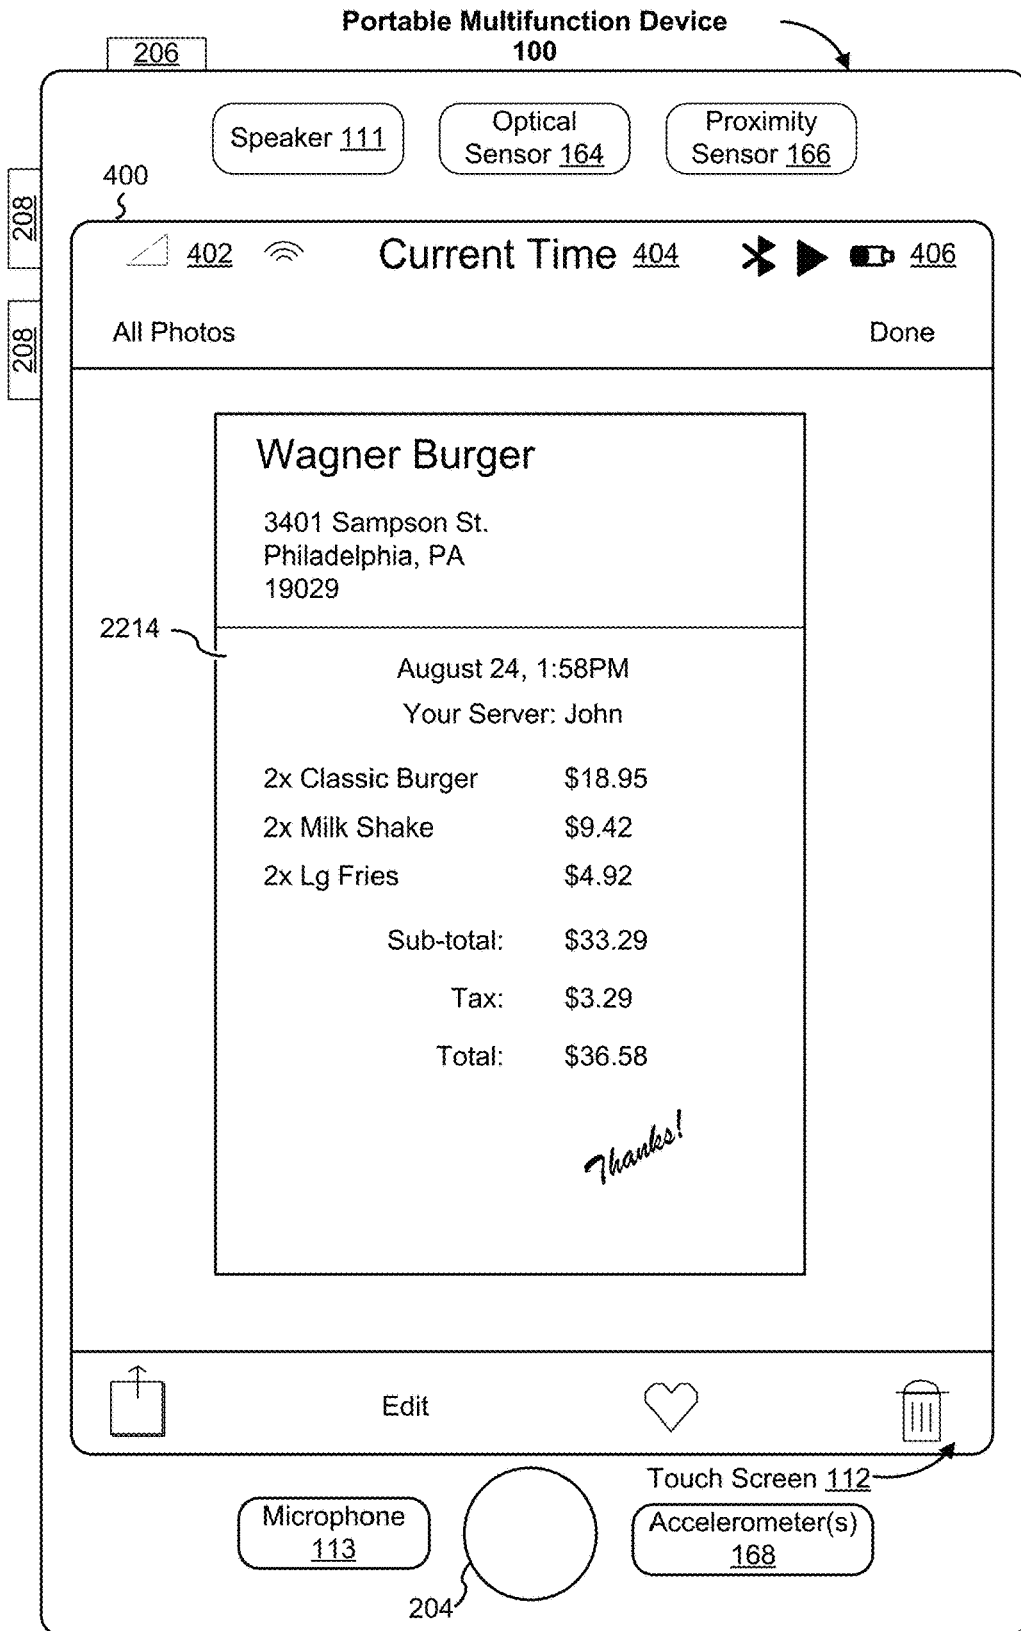 Portable Multifunction Device
100
206
Speaker 111
Optical
Sensor 164
Proximity
Sensor 166
400
208
402
Current Time 404
406
208
All Photos
Done
Wagner Burger
3401 Sampson St.
Philadelphia, PA
19029
2214
August 24, 1:58PM
Your Server: John
2x Classic Burger $18.95
2x Milk Shake $9.42
2x Lg Fries $4.92
Sub-total: $33.29
Tax: $3.29
Total: $36.58
Thanks!
Edit
Touch Screen 112
Microphone
113
Accelerometer(s)
168
204